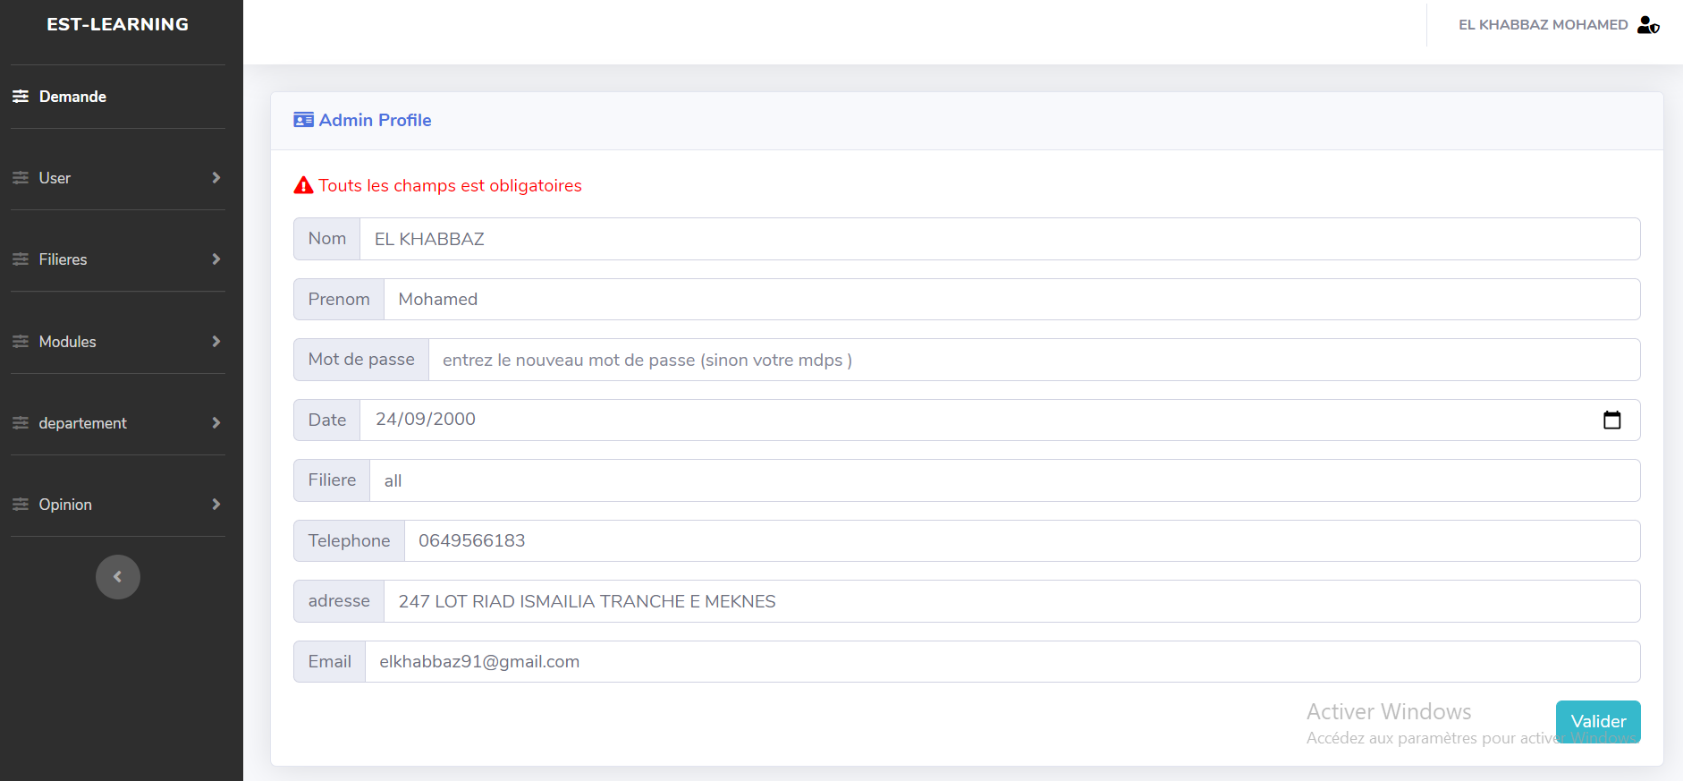 EST-LEARNING
EL KHABBAZ MOHAMED
Demande
User
Filieres
Modules
departement
Opinion
Admin Profile
Touts les champs est obligatoires
Nom EL KHABBAZ
Prenom Mohamed
Mot de passe entrez le nouveau mot de passe (sinon votre mdps )
Date 24/09/2000
Filiere all
Telephone 0649566183
adresse 247 LOT RIAD ISMAILIA TRANCHE E MEKNES
Email elkhabbaz91@gmail.com
Valider
Activer Windows
Accédez aux paramètres pour activer Windows.